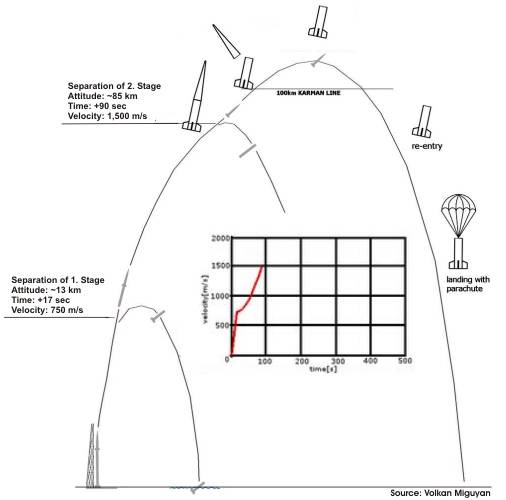 Separation of 2. Stage
Attitude: ~85 km
Time: +90 sec
Velocity: 1,500 m/s
100km KARMAN LINE
re-entry
landing with
parachute
Separation of 1. Stage
Attitude: ~13 km
Time: +17 sec
Velocity: 750 m/s
velocity[m/s]
2000
1500
1000
500
0
0 100 200 300 400 500
time[s]
Source: Volkan Miguyan